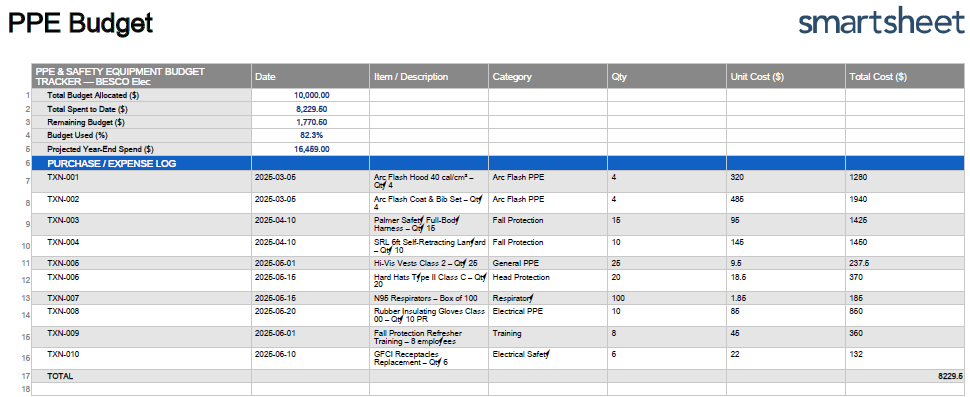 PPE Budget
smartsheet
PPE & SAFETY EQUIPMENT BUDGET TRACKER — BESCO Elec Date Item / Description Category Qty Unit Cost ($) Total Cost ($)
1 Total Budget Allocated ($) 10,000.00
2 Total Spent to Date ($) 8,229.50
3 Remaining Budget ($) 1,770.50
4 Budget Used (%) 82.3%
5 Projected Year-End Spend ($) 16,459.00
6 PURCHASE / EXPENSE LOG
7 TXN-001 2025-03-05 Arc Flash Hood 40 cal/cm² – Qty 4 Arc Flash PPE 4 320 1280
8 TXN-002 2025-03-05 Arc Flash Coat & Bib Set – Qty 4 Arc Flash PPE 4 485 1940
9 TXN-003 2025-04-10 Palmer Safety Full-Body Harness – Qty 15 Fall Protection 15 95 1425
10 TXN-004 2025-04-10 SRL 6ft Self-Retracting Lanyard – Qty 10 Fall Protection 10 145 1450
11 TXN-005 2025-05-01 Hi-Vis Vests Class 2 – Qty 25 General PPE 25 9.5 237.5
12 TXN-006 2025-05-15 Hard Hats Type II Class C – Qty 20 Head Protection 20 18.5 370
13 TXN-007 2025-05-15 N95 Respirators – Box of 100 Respiratory 100 1.85 185
14 TXN-008 2025-05-20 Rubber Insulating Gloves Class 00 – Qty 10 PR Electrical PPE 10 85 850
15 TXN-009 2025-06-01 Fall Protection Refresher Training – 8 employees Training 8 45 360
16 TXN-010 2025-06-10 GFCI Receptacles Replacement – Qty 6 Electrical Safety 6 22 132
17 TOTAL 8229.5
18